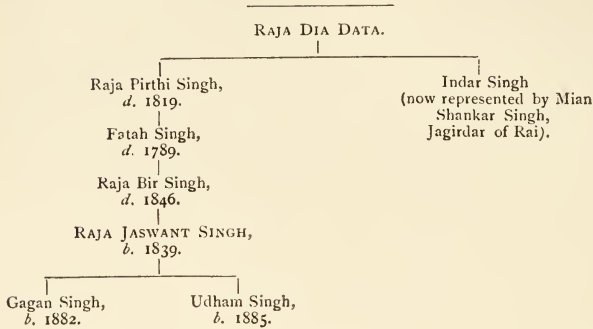 RAJA DIA DATA.
Raja Pirthi Singh,
d. 1819.
Indar Singh
(now represented by Mian
Shankar Singh,
Jagirdar of Rai).
Fatah Singh,
d. 1789.
Raja Bir Singh,
d. 1846.
RAJA JASWANT SINGH,
b. 1839.
Gagan Singh,
b. 1882.
Udham Singh,
b. 1885.